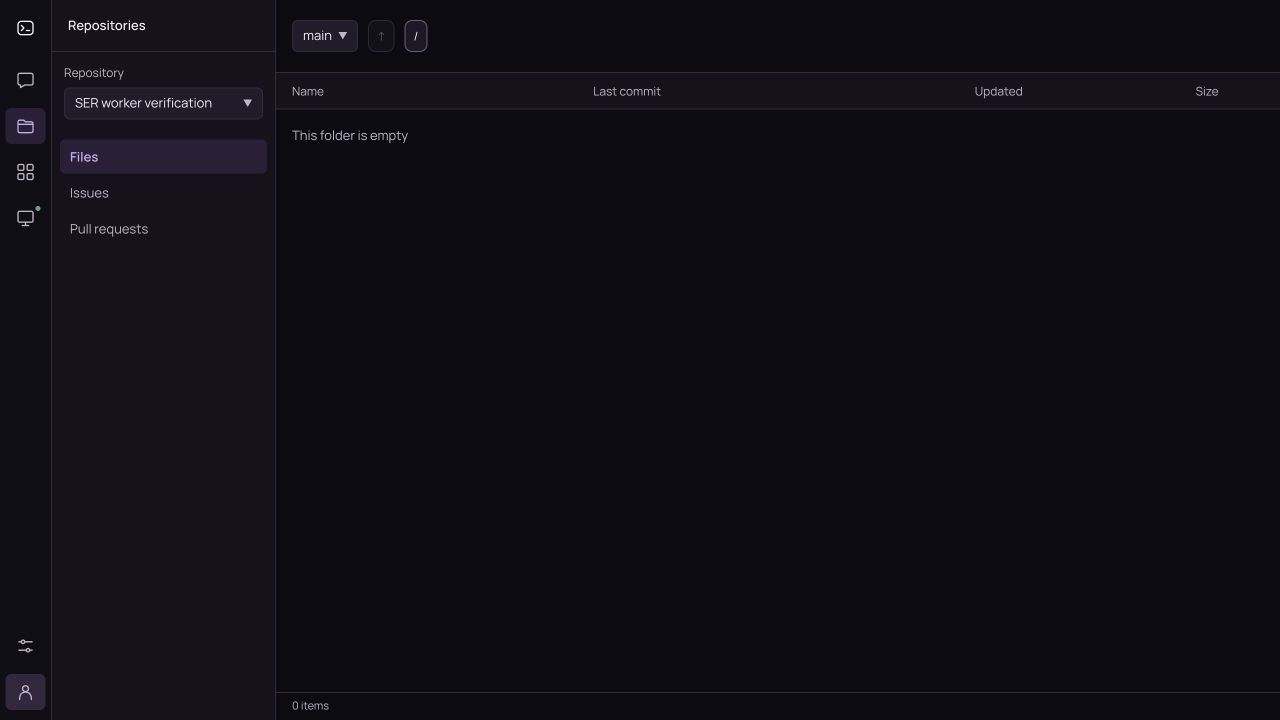 Repositories
Repository
SER worker verification ▼
Files
Issues
Pull requests
main ▼ ↑ /
Name Last commit Updated Size
This folder is empty
0 items